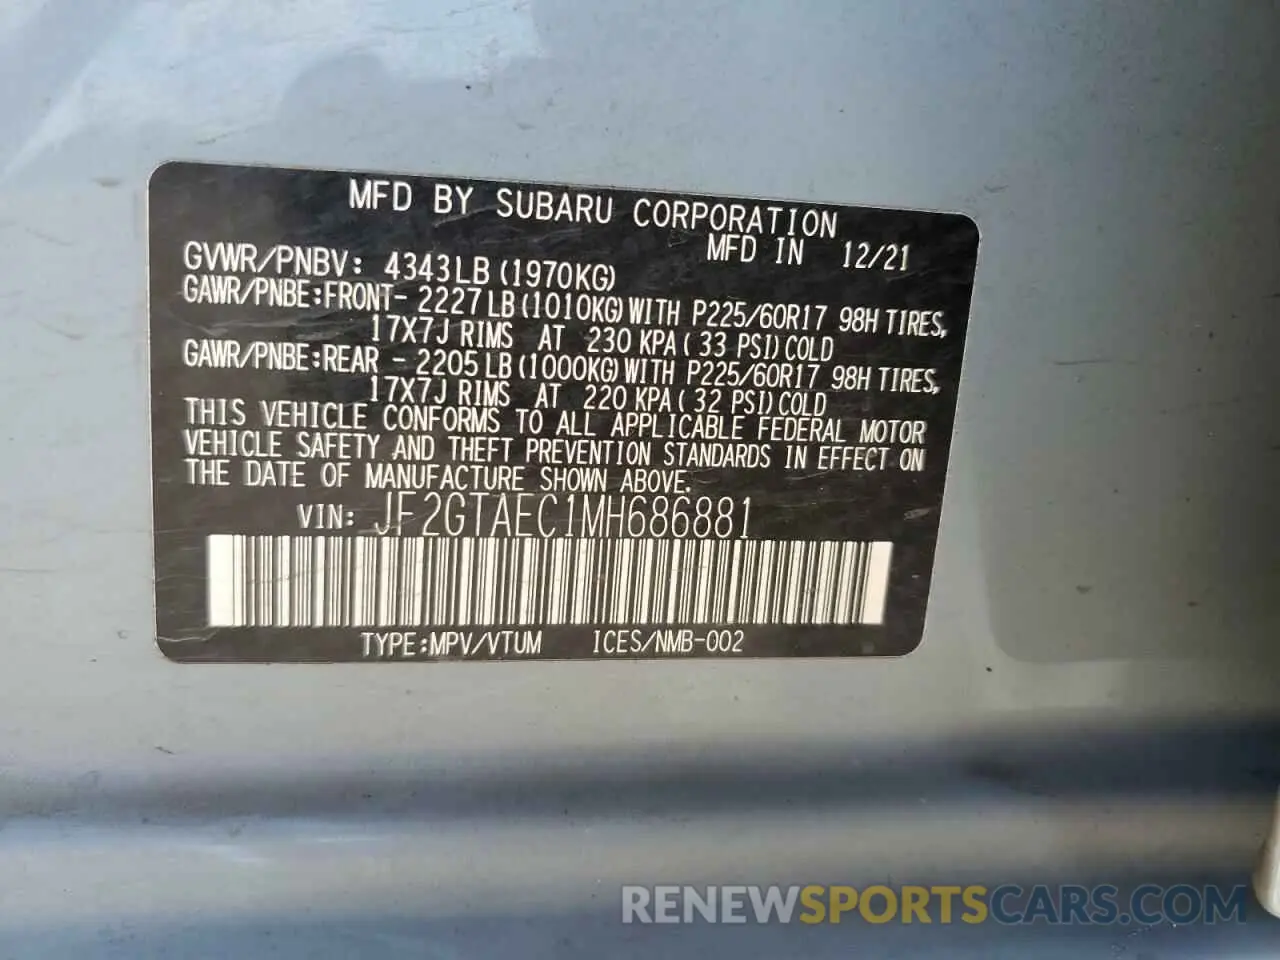 MFD BY SUBARU CORPORATION
MFD IN 12/21
GVWR/PNBV: 4343LB(1970KG)
GAWR/PNBE:FRONT- 2227LB(1010KG)WITH P225/60R17 98H TIRES,
17X7J RIMS AT 230 KPA( 33 PSI)COLD
GAWR/PNBE:REAR - 2205LB(1000KG)WITH P225/60R17 98H TIRES,
17X7J RIMS AT 220 KPA( 32 PSI)COLD
THIS VEHICLE CONFORMS TO ALL APPLICABLE FEDERAL MOTOR
VEHICLE SAFETY AND THEFT PREVENTION STANDARDS IN EFFECT ON
THE DATE OF MANUFACTURE SHOWN ABOVE.
VIN: JF2GTAEC1MH686881
TYPE:MPV/VTUM ICES/NMB-002
RENEWSPORTSCARS.COM